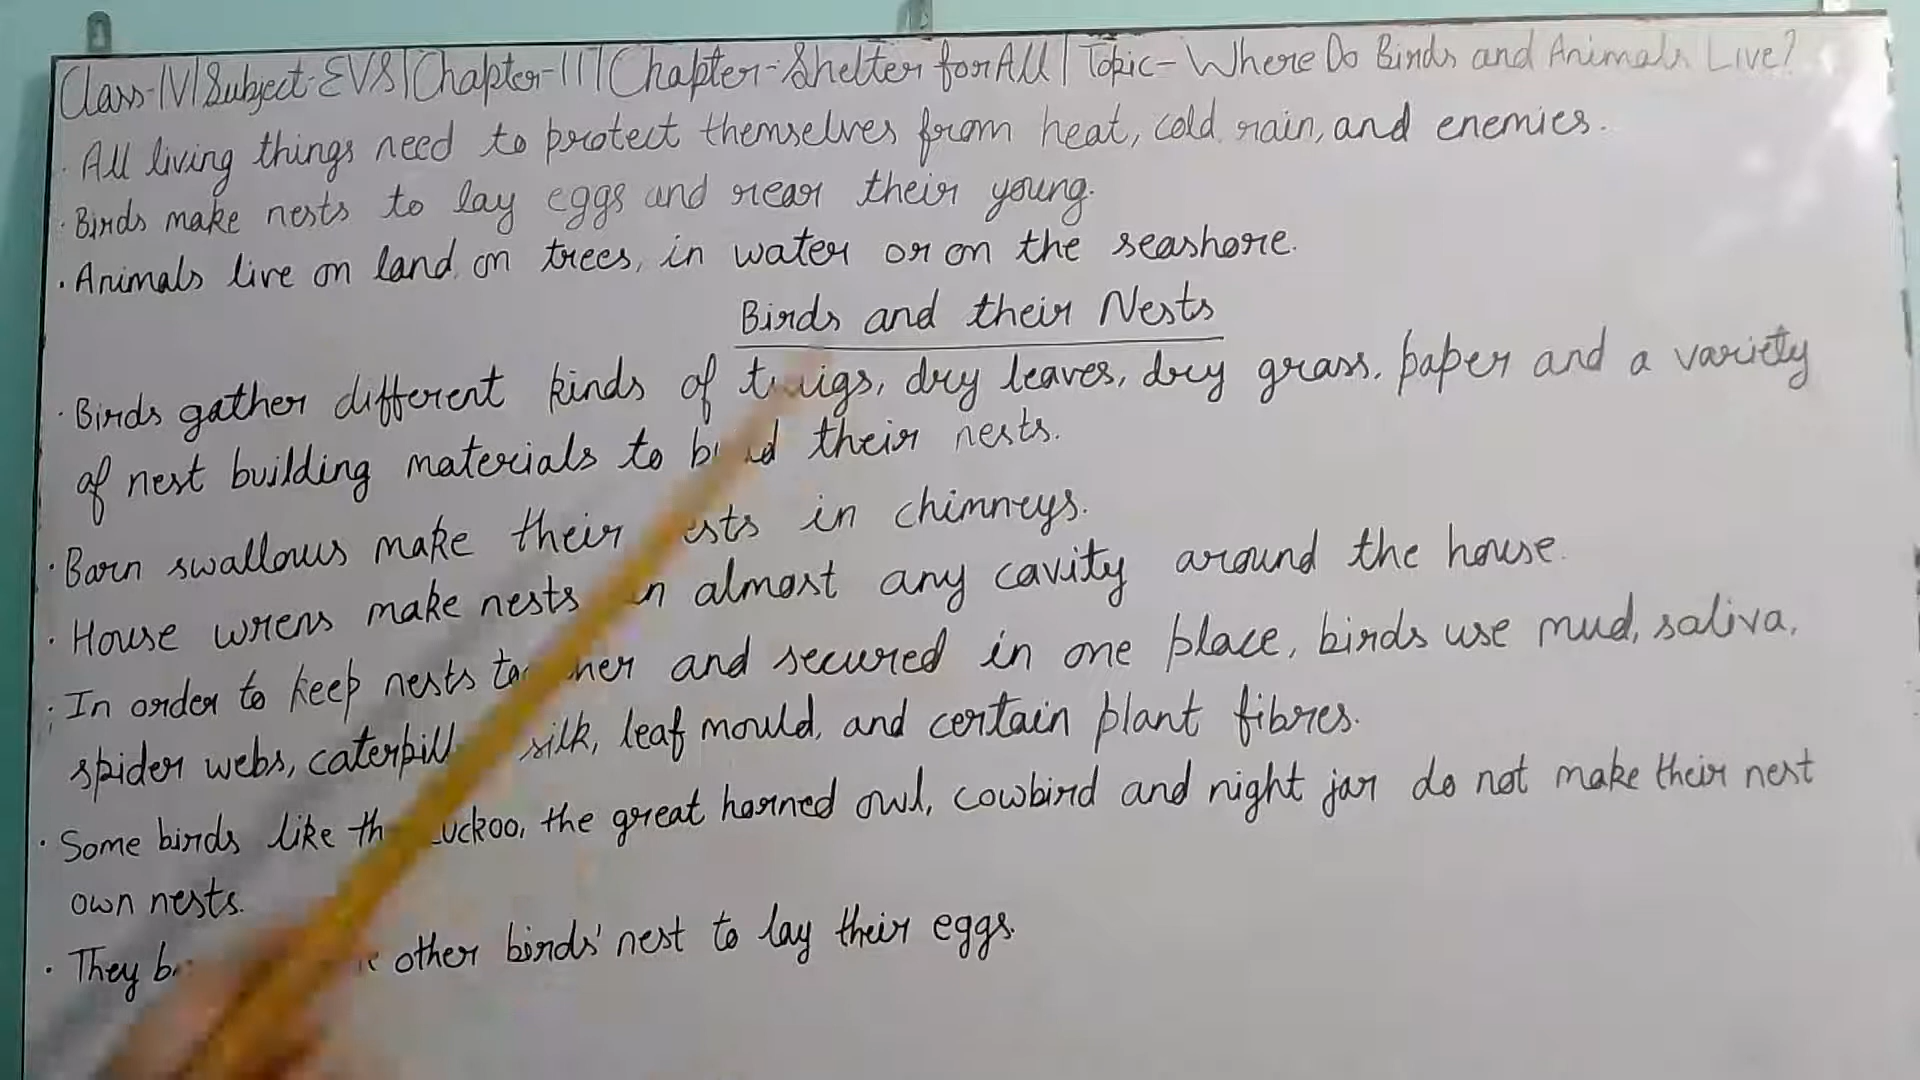 Class-IV|Subject-EVS|Chapter-111|Chapter-Shelter for All|Topic-Where Do Birds and Animals Live?
· All living things need to protect themselves from heat, cold, rain, and enemies.
· Birds make nests to lay eggs and rear their young.
· Animals live on land, on trees, in water or on the seashore.
Birds and their Nests
· Birds gather different kinds of twigs, dry leaves, dry grass, paper and a variety
of nest building materials to their nests.
· Barn swallows make their in chimneys.
· House wrens make nests almost any cavity around the house.
· In order to keep nests and secured in one place, birds use mud, saliva,
spider webs, silk, leaf mould, and certain plant fibres.
· Some birds like the great horned owl, cowbird and night jar do not make their nest
own nests.
· They other birds' nest to lay their eggs.